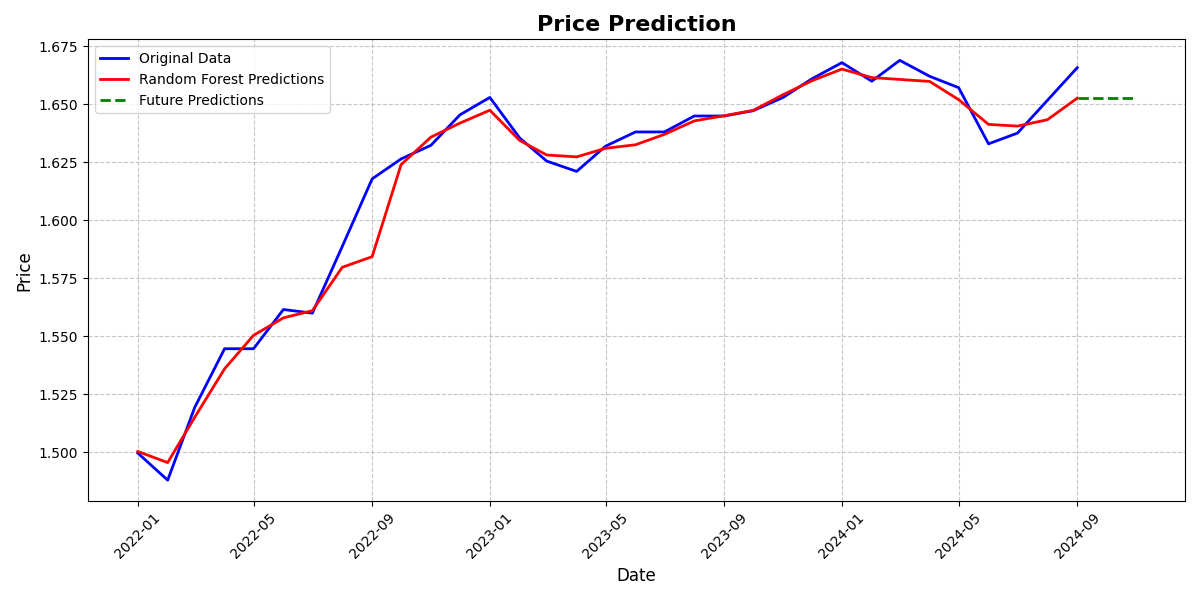 Price Prediction
Original Data
Random Forest Predictions
Future Predictions
Price
1.675
1.650
1.625
1.600
1.575
1.550
1.525
1.500
2022-01
2022-05
2022-09
2023-01
2023-05
2023-09
2024-01
2024-05
2024-09
Date